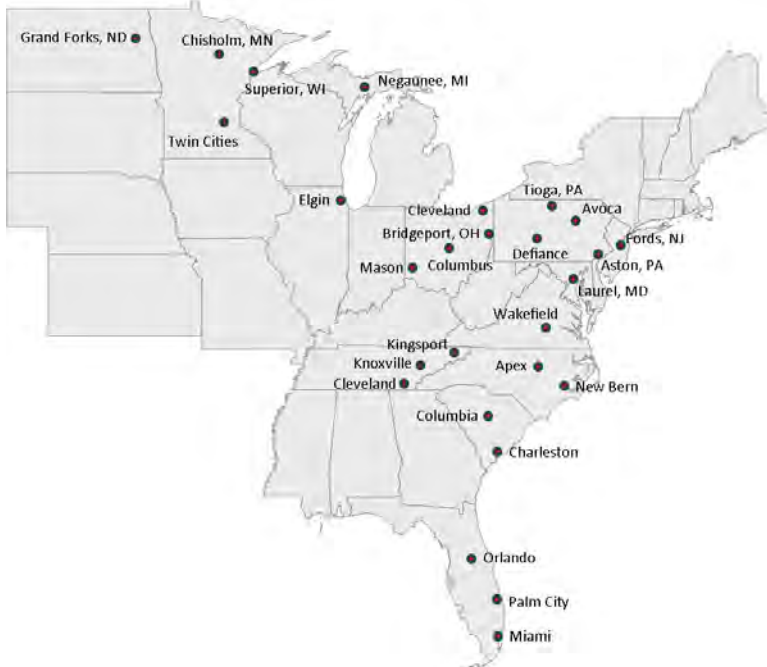 Grand Forks, ND
Chisholm, MN
Superior, WI
Negaunee, MI
Twin Cities
Elgin
Cleveland
Tioga, PA
Avoca
Bridgeport, OH
Defiance
Fords, NJ
Mason
Columbus
Aston, PA
Laurel, MD
Wakefield
Kingsport
Knoxville
Apex
Cleveland
New Bern
Columbia
Charleston
Orlando
Palm City
Miami